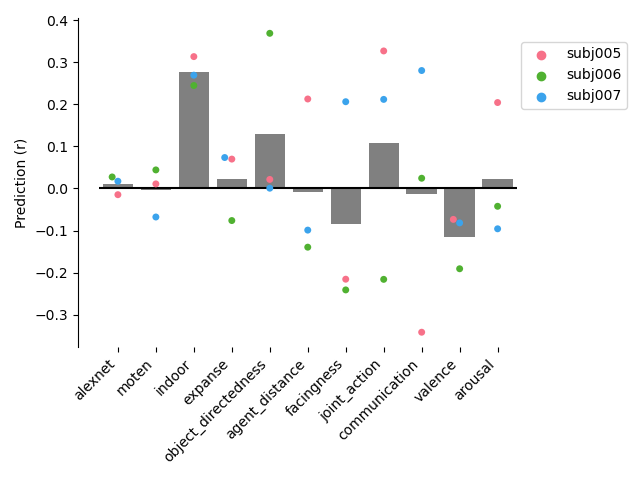 0.4
0.3
0.2
0.1
0.0
−0.1
−0.2
−0.3
Prediction (r)
alexnet
moten
indoor
expanse
object_directedness
agent_distance
facingness
joint_action
communication
valence
arousal
subj005
subj006
subj007